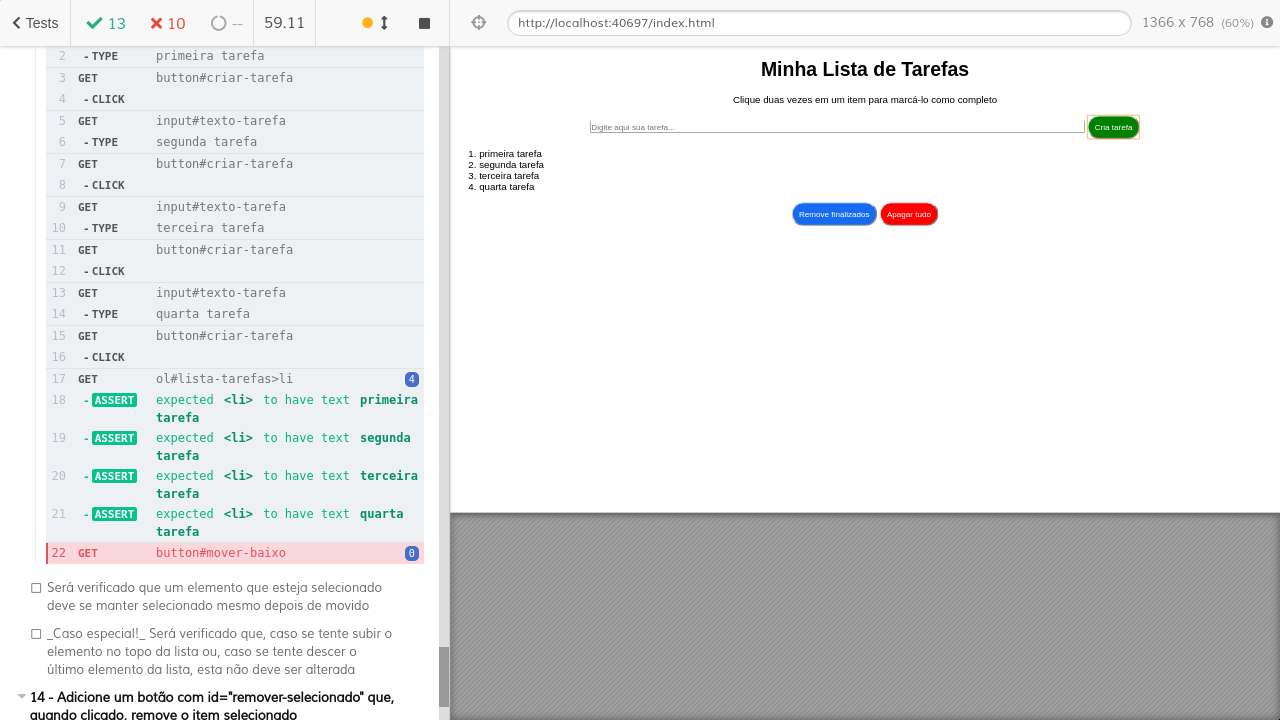 Tests
13
10
--
59.11
http://localhost:40697/index.html
1366 x 768 (60%)
2 - TYPE primeira tarefa
3 GET button#criar-tarefa
4 - CLICK
5 GET input#texto-tarefa
6 - TYPE segunda tarefa
7 GET button#criar-tarefa
8 - CLICK
9 GET input#texto-tarefa
10 - TYPE terceira tarefa
11 GET button#criar-tarefa
12 - CLICK
13 GET input#texto-tarefa
14 - TYPE quarta tarefa
15 GET button#criar-tarefa
16 - CLICK
17 GET ol#lista-tarefas>li 4
18 - ASSERT expected <li> to have text primeira
tarefa
19 - ASSERT expected <li> to have text segunda
tarefa
20 - ASSERT expected <li> to have text terceira
tarefa
21 - ASSERT expected <li> to have text quarta
tarefa
22 GET button#mover-baixo 0
Será verificado que um elemento que esteja selecionado
deve se manter selecionado mesmo depois de movido
_Caso especial!_ Será verificado que, caso se tente subir o
elemento no topo da lista ou, caso se tente descer o
último elemento da lista, esta não deve ser alterada
14 - Adicione um botão com id="remover-selecionado" que,
quando clicado, remove o item selecionado
Minha Lista de Tarefas
Clique duas vezes em um item para marcá-lo como completo
Digite aqui sua tarefa...
Cria tarefa
1. primeira tarefa
2. segunda tarefa
3. terceira tarefa
4. quarta tarefa
Remove finalizados
Apagar tudo